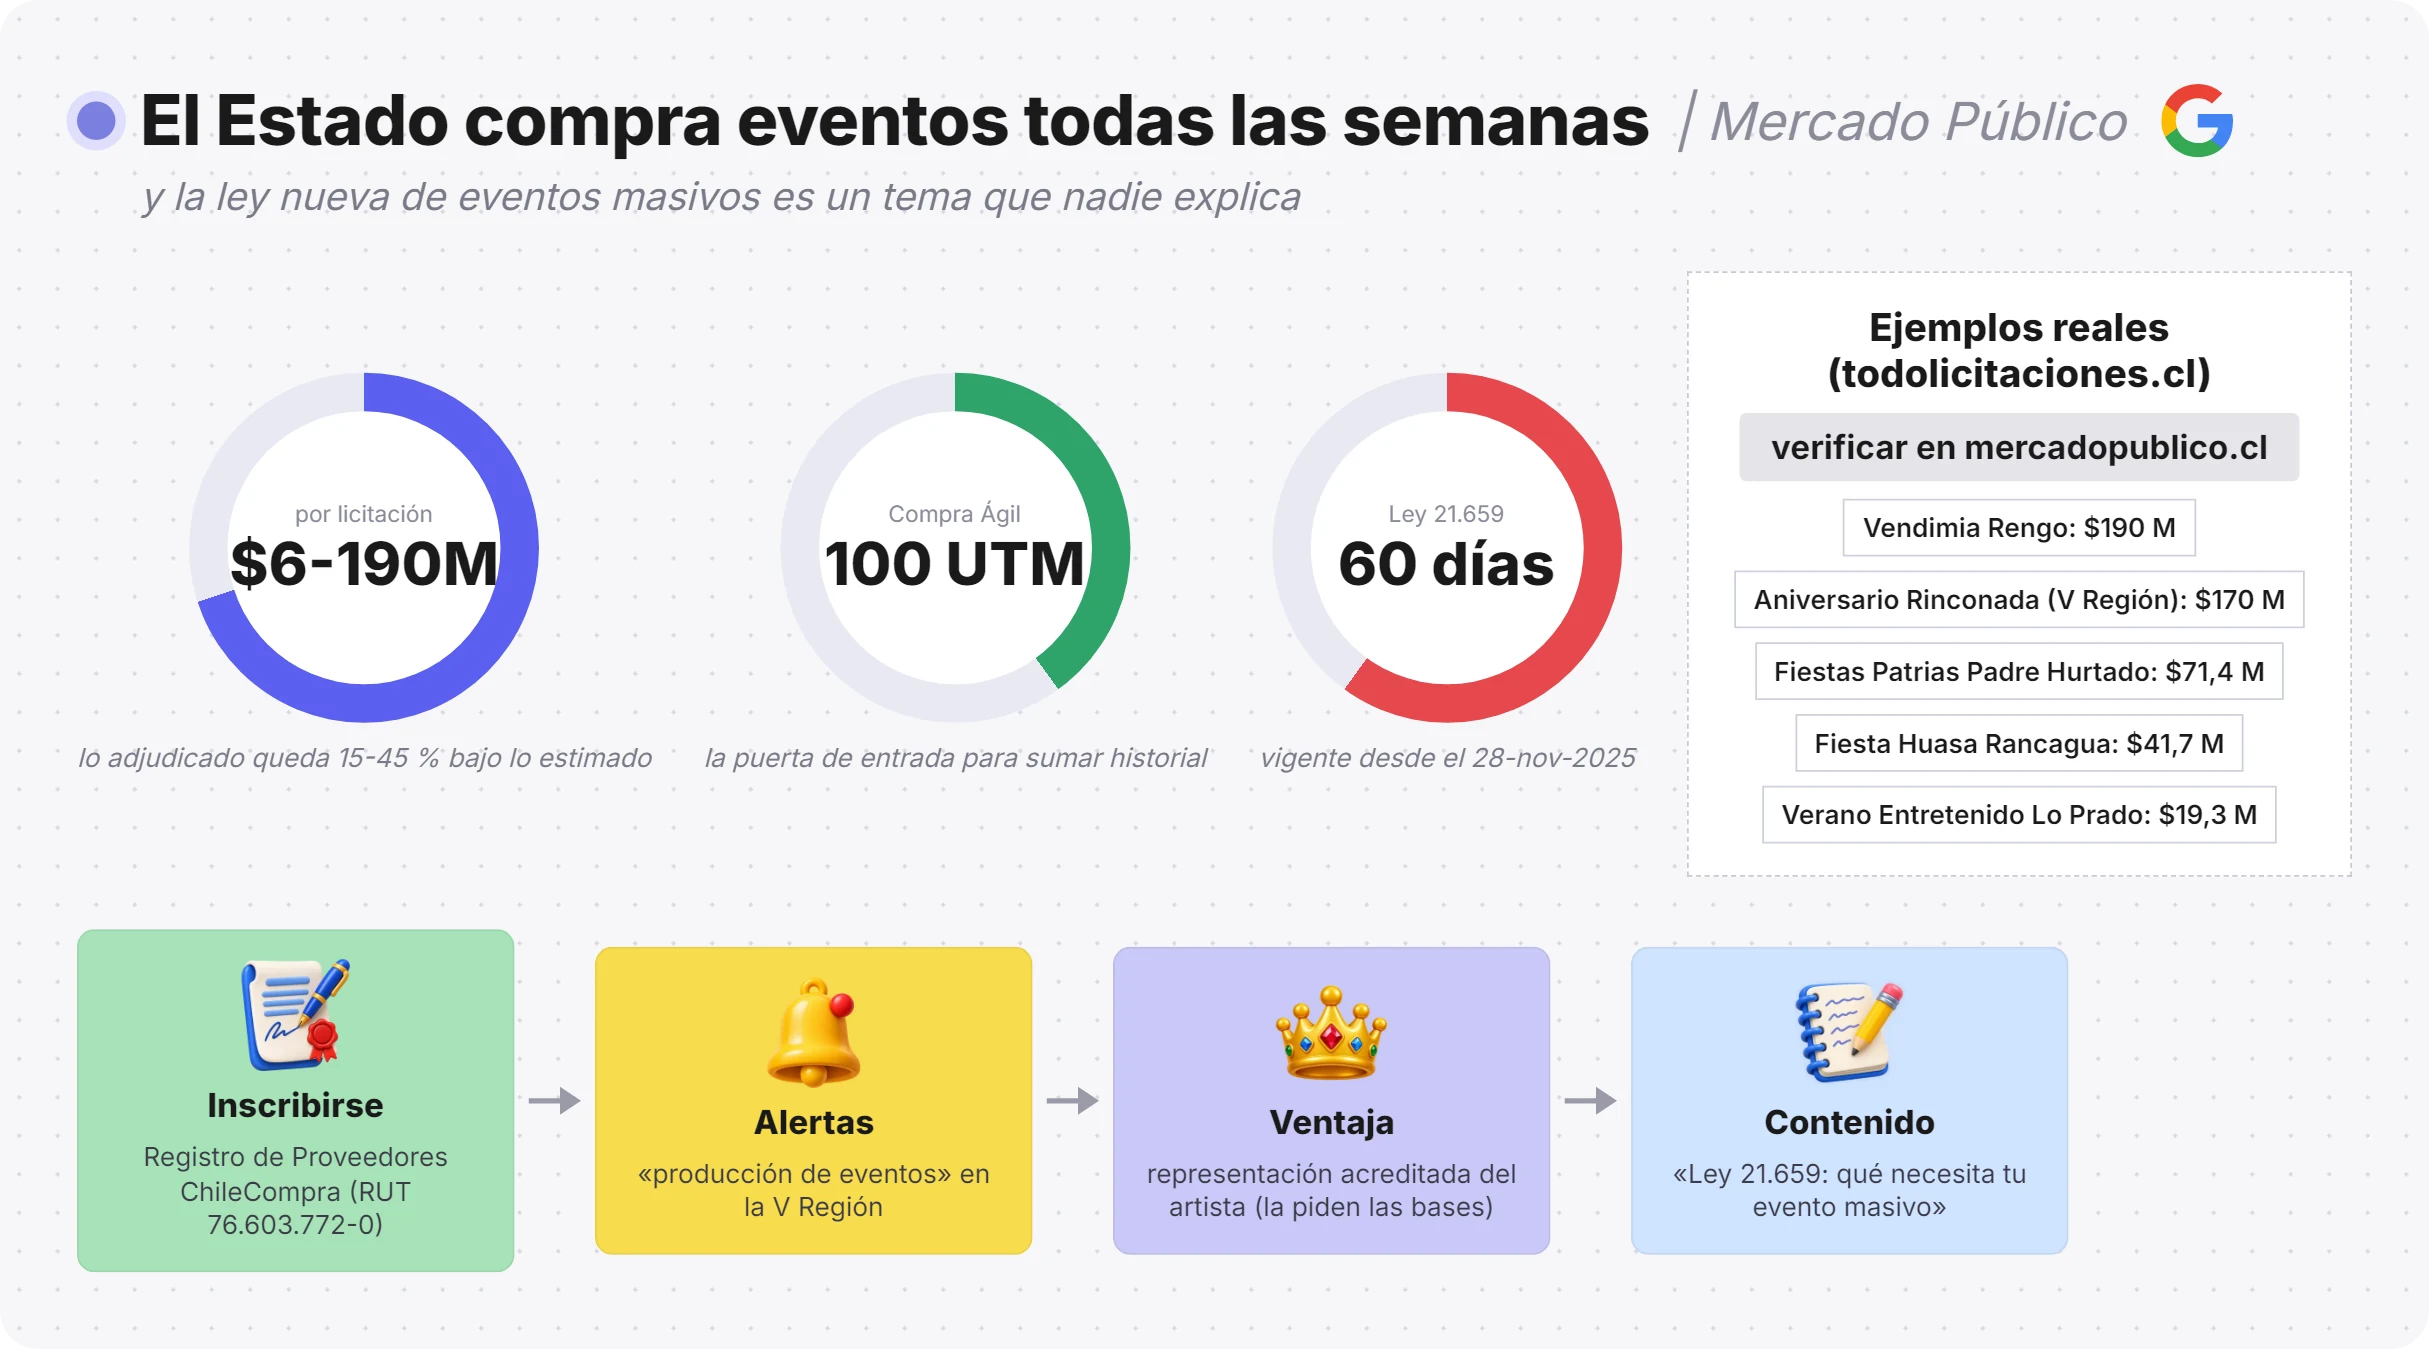 El Estado compra eventos todas las semanas | Mercado Público
y la ley nueva de eventos masivos es un tema que nadie explica
por licitación
$6-190M
lo adjudicado queda 15-45 % bajo lo estimado
Compra Ágil
100 UTM
la puerta de entrada para sumar historial
Ley 21.659
60 días
vigente desde el 28-nov-2025
Ejemplos reales
(todolicitaciones.cl)
verificar en mercadopublico.cl
Vendimia Rengo: $190 M
Aniversario Rinconada (V Región): $170 M
Fiestas Patrias Padre Hurtado: $71,4 M
Fiesta Huasa Rancagua: $41,7 M
Verano Entretenido Lo Prado: $19,3 M
Inscribirse
Registro de Proveedores
ChileCompra (RUT
76.603.772-0)
Alertas
«producción de eventos» en
la V Región
Ventaja
representación acreditada del
artista (la piden las bases)
Contenido
«Ley 21.659: qué necesita tu
evento masivo»